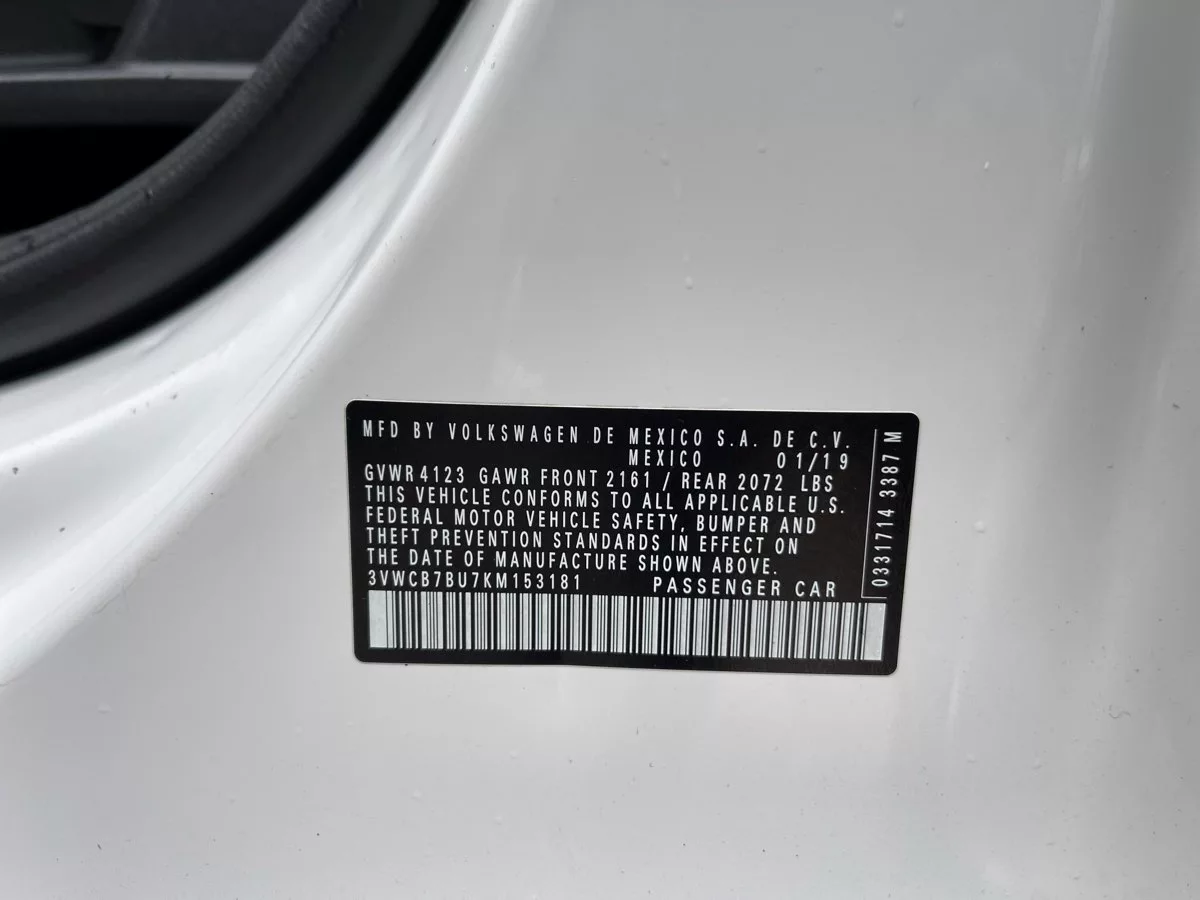 MFD BY VOLKSWAGEN DE MEXICO S.A. DE C.V.
MEXICO 01/19
GVWR 4123 GAWR FRONT 2161 / REAR 2072 LBS
THIS VEHICLE CONFORMS TO ALL APPLICABLE U.S.
FEDERAL MOTOR VEHICLE SAFETY, BUMPER AND
THEFT PREVENTION STANDARDS IN EFFECT ON
THE DATE OF MANUFACTURE SHOWN ABOVE.
3VWCB7BU7KM153181 PASSENGER CAR
0331714 3387 M